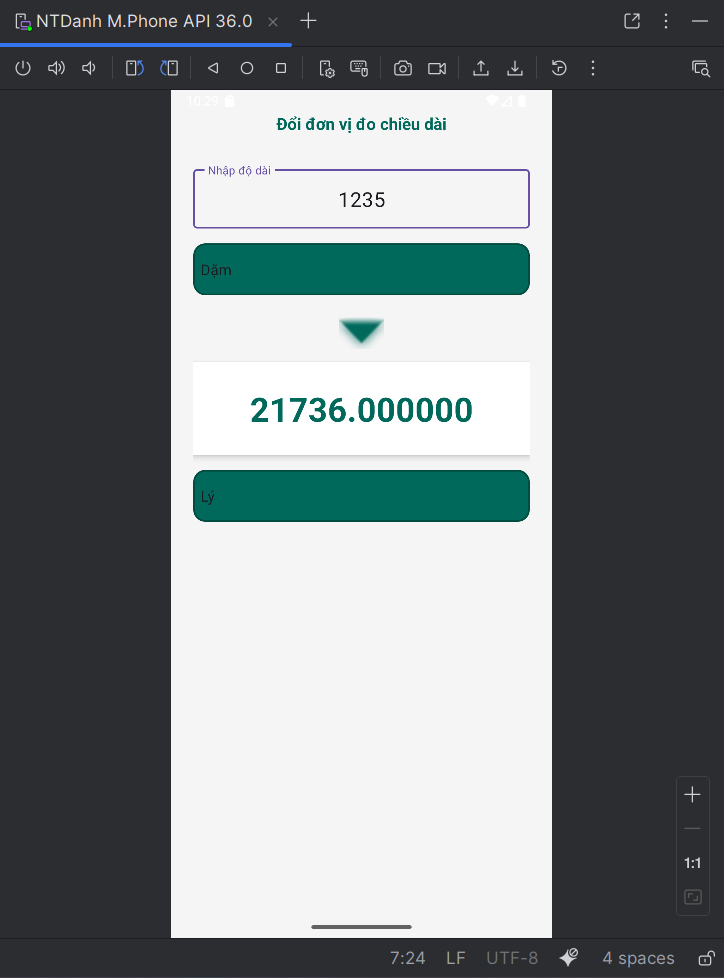 NTDanh M.Phone API 36.0
10:29
Đổi đơn vị đo chiều dài
Nhập độ dài
1235
Dặm
21736.000000
Lý
1:1
7:24 LF UTF-8 4 spaces